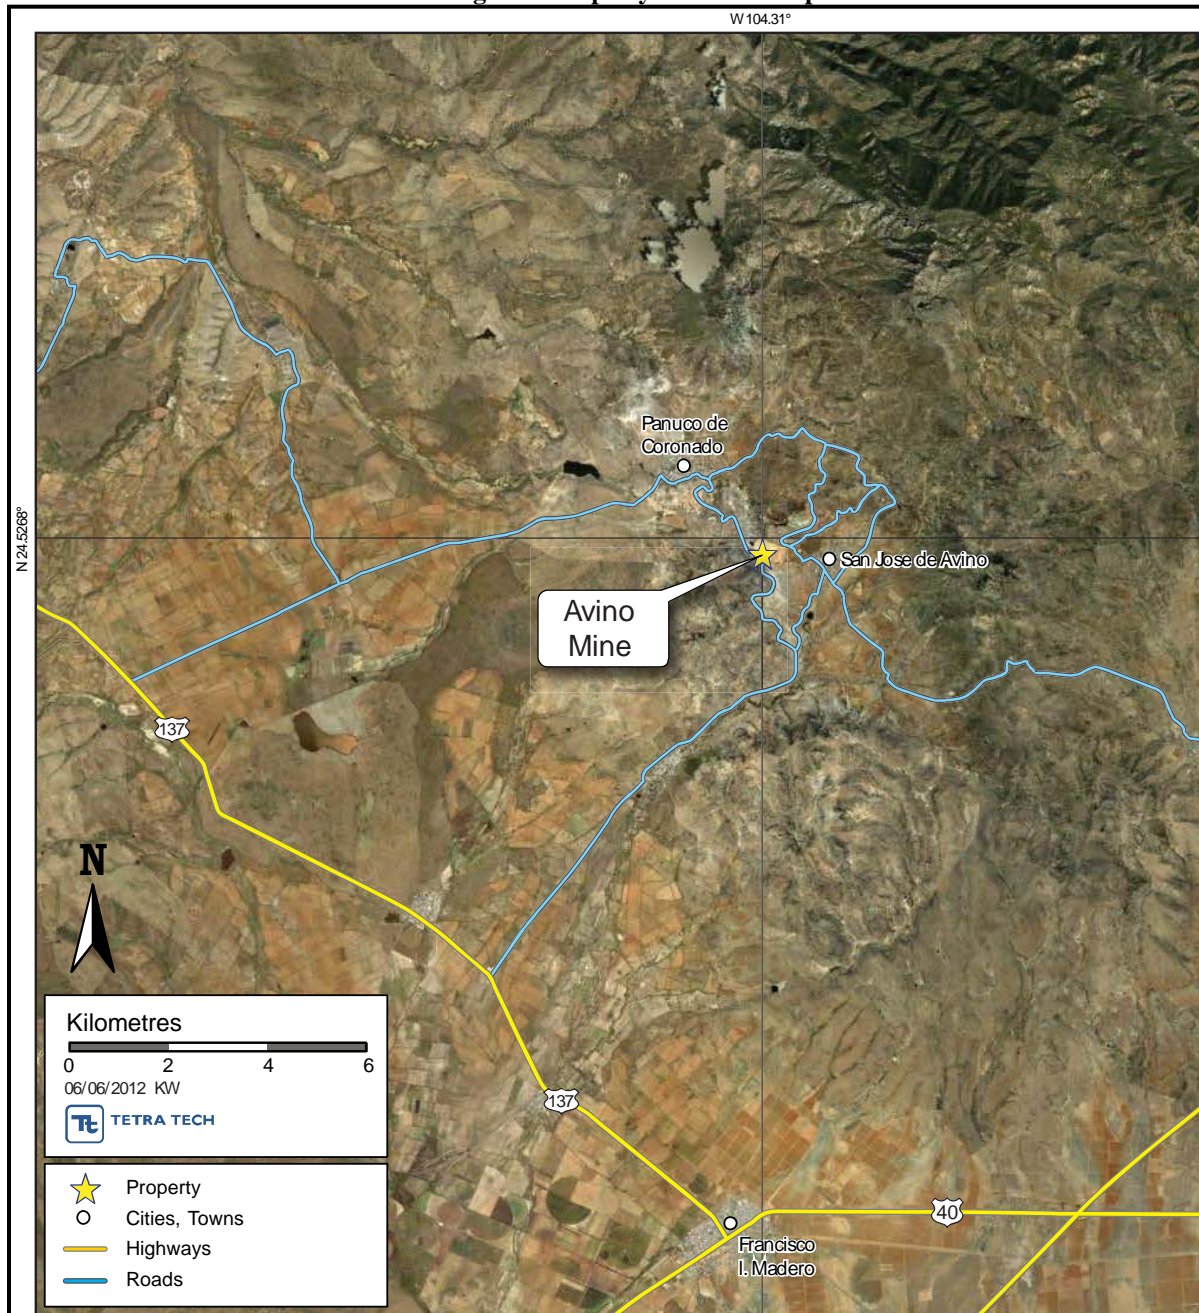 W 104.31°
N 24.5268°
Panuco de
Coronado
San Jose de Avino
Avino
Mine
137
N
Kilometres
0 2 4 6
06/06/2012 KW
Tt TETRA TECH
137
Property
Cities, Towns
Highways
Roads
40
Francisco
I. Madero